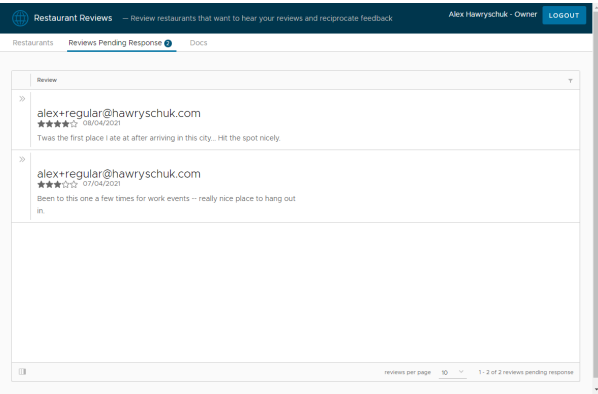 Restaurant Reviews — Review restaurants that want to hear your reviews and reciprocate feedback Alex Hawryschuk - Owner LOGOUT
Restaurants Reviews Pending Response 2 Docs
Review
alex+regular@hawryschuk.com
08/04/2021
Twas the first place i ate at after arriving in this city... Hit the spot nicely.
alex+regular@hawryschuk.com
07/04/2021
Been to this one a few times for work events -- really nice place to hang out
in.
reviews per page 10 1 - 2 of 2 reviews pending response